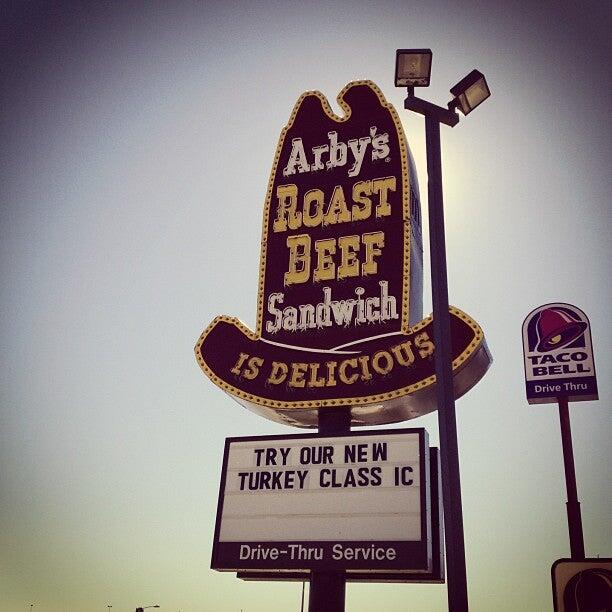 Arby's
ROAST
BEEF
Sandwich
IS DELICIOUS
TRY OUR NEW
TURKEY CLASS IC
Drive-Thru Service
TACO
BELL
Drive Thru